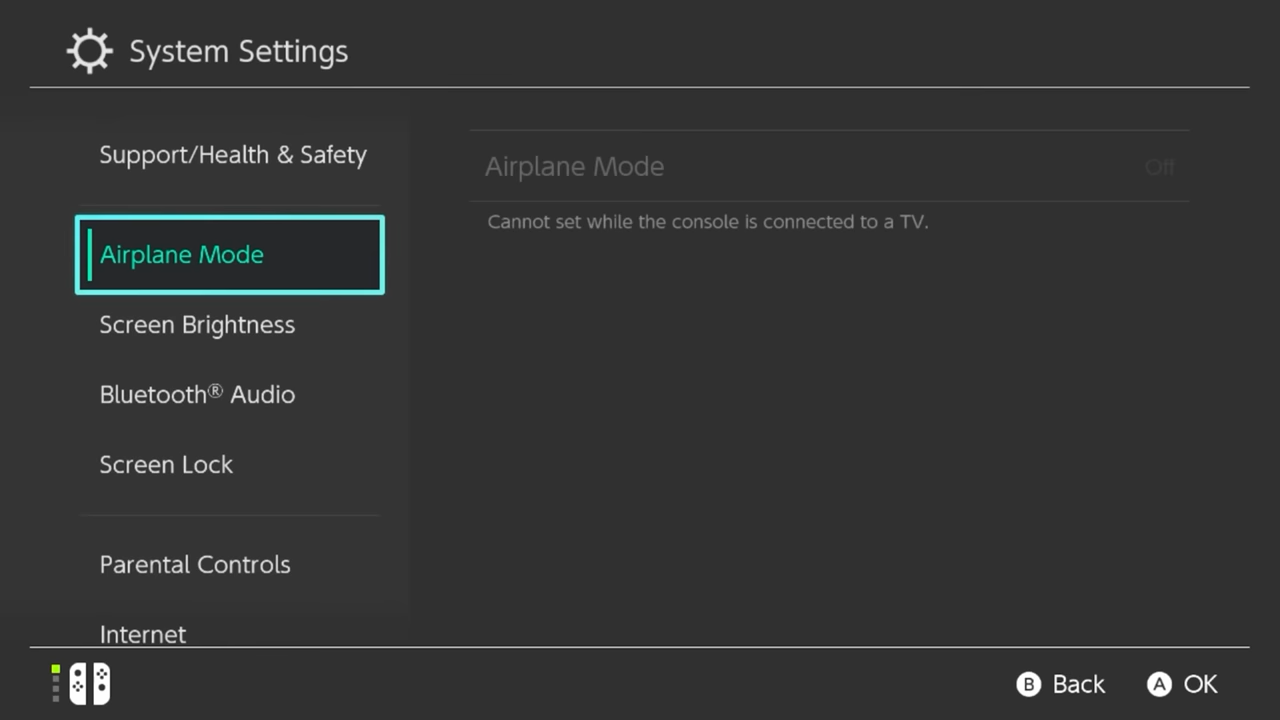 System Settings
Support/Health & Safety
Airplane Mode
Screen Brightness
Bluetooth® Audio
Screen Lock
Parental Controls
Internet
Airplane Mode Off
Cannot set while the console is connected to a TV.
B Back A OK